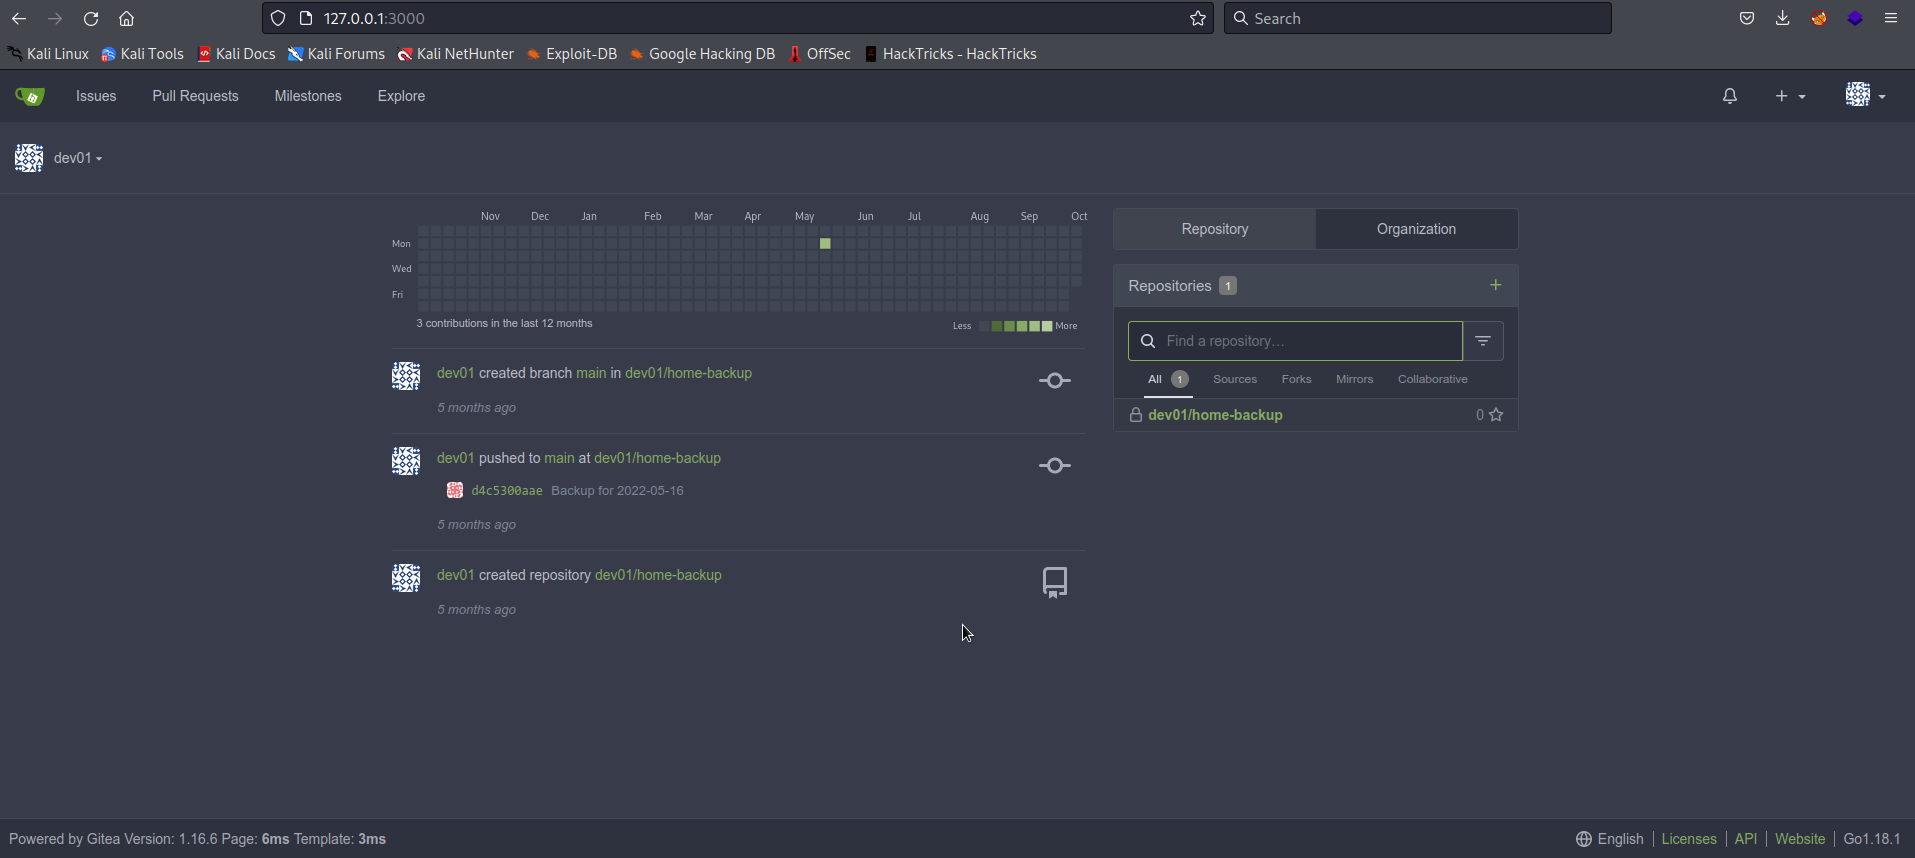 127.0.0.1:3000
Search
Kali Linux Kali Tools Kali Docs Kali Forums Kali NetHunter Exploit-DB Google Hacking DB OffSec HackTricks - HackTricks
Issues Pull Requests Milestones Explore
dev01
Nov Dec Jan Feb Mar Apr May Jun Jul Aug Sep Oct
Mon
Wed
Fri
3 contributions in the last 12 months
Less More
dev01 created branch main in dev01/home-backup
5 months ago
dev01 pushed to main at dev01/home-backup
d4c5300aae Backup for 2022-05-16
5 months ago
dev01 created repository dev01/home-backup
5 months ago
Repository Organization
Repositories 1
Find a repository…
All 1 Sources Forks Mirrors Collaborative
dev01/home-backup 0
Powered by Gitea Version: 1.16.6 Page: 6ms Template: 3ms
English Licenses API Website Go1.18.1